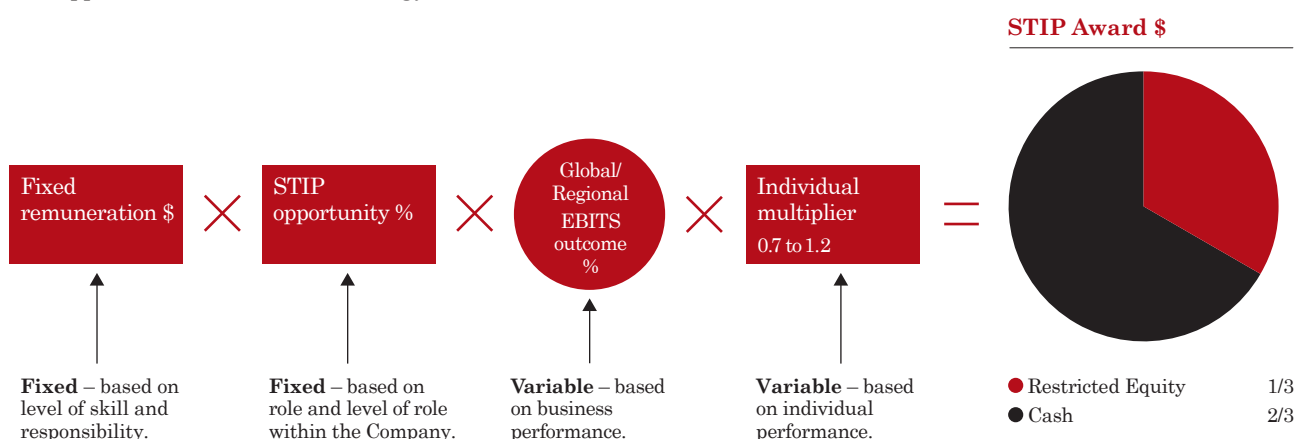 STIP Award $
Fixed
remuneration $
STIP
opportunity %
Global/
Regional
EBITS
outcome
%
Individual
multiplier
0.7 to 1.2
Fixed – based on
level of skill and
responsibility.
Fixed – based on
role and level of role
within the Company.
Variable – based
on business
performance.
Variable – based
on individual
performance.
Restricted Equity 1/3
Cash 2/3